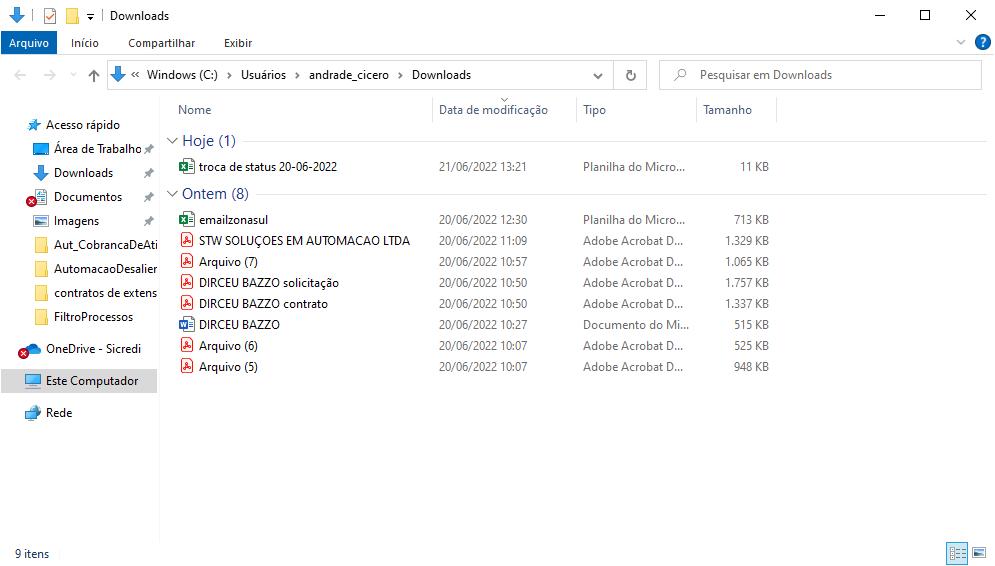 Downloads
Arquivo Início Compartilhar Exibir
« Windows (C:) › Usuários › andrade_cicero › Downloads Pesquisar em Downloads
Nome Data de modificação Tipo Tamanho
Acesso rápido
Área de Trabalho
Downloads
Documentos
Imagens
Aut_CobrancaDeAti
AutomacaoDesalier
contratos de extens
FiltroProcessos
OneDrive - Sicredi
Este Computador
Rede
Hoje (1)
troca de status 20-06-2022 21/06/2022 13:21 Planilha do Micro... 11 KB
Ontem (8)
emailzonasul 20/06/2022 12:30 Planilha do Micro... 713 KB
STW SOLUÇOES EM AUTOMACAO LTDA 20/06/2022 11:09 Adobe Acrobat D... 1.329 KB
Arquivo (7) 20/06/2022 10:57 Adobe Acrobat D... 1.065 KB
DIRCEU BAZZO solicitação 20/06/2022 10:50 Adobe Acrobat D... 1.757 KB
DIRCEU BAZZO contrato 20/06/2022 10:50 Adobe Acrobat D... 1.337 KB
DIRCEU BAZZO 20/06/2022 10:27 Documento do Mi... 515 KB
Arquivo (6) 20/06/2022 10:07 Adobe Acrobat D... 525 KB
Arquivo (5) 20/06/2022 10:07 Adobe Acrobat D... 948 KB
9 itens